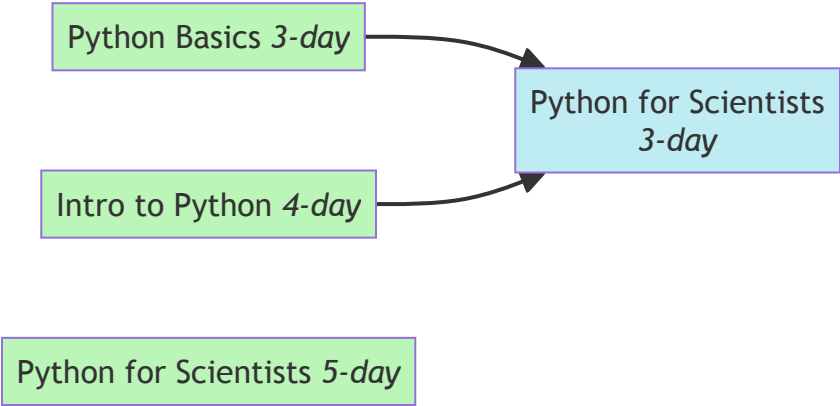 Python Basics 3-day
Python for Scientists
3-day
Intro to Python 4-day
Python for Scientists 5-day